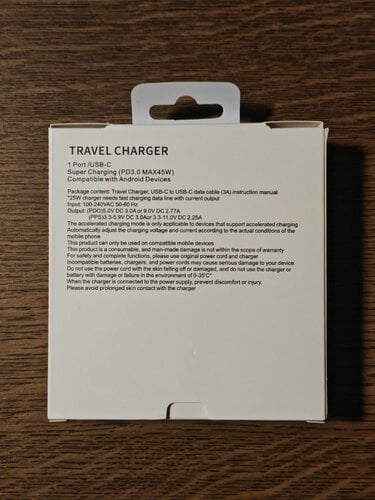 TRAVEL CHARGER
1 Port /USB-C
Super Charging (PD3.0 MAX45W)
Compatible with Android Devices
Package content: Travel Charger, USB-C to USB-C data cable (3A) instruction manual
*25W charger needs fast charging data line with current output
Input: 100-240VAC 50-60 Hz
Output: (PDO)5.0V DC 3.0A or 9.0V DC 2.77A
(PPS)3.3-5.9V DC 3.0Aor 3.3-11.0V DC 2.25A
The accelerated charging mode is only applicable to devices that support accelerated charging
Automatically adjust the charging voltage and current according to the actual conditions of the
mobile phone
This product can only be used on compatible mobile devices
This product is a consumable, and man-made damage is not within the scope of warranty
For safety and complete functions, please use original power cord and charger
Incompatible batteries, chargers, and power cords may cause serious damage to your device
Do not use the power cord with the skin falling off or damaged, and do not use the charger or
battery with damage or failure in the environment of 0-35℃*
When the charger is connected to the power supply, prevent discomfort or injury.
Please avoid prolonged skin contact with the charger